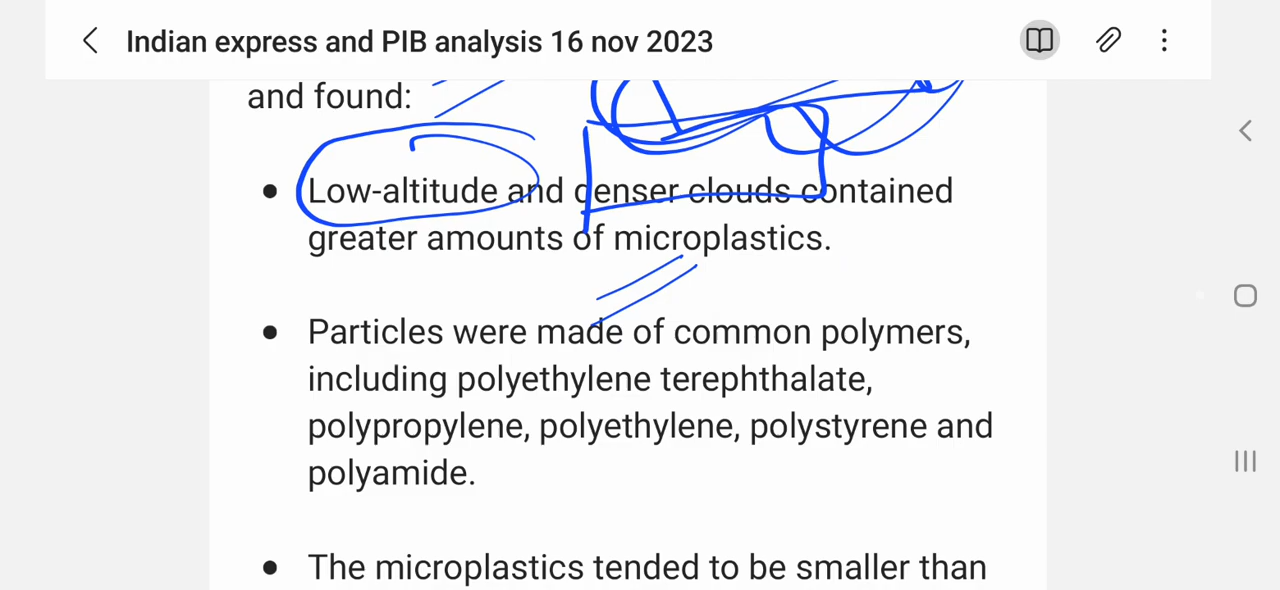 Indian express and PIB analysis 16 nov 2023
and found:
● Low-altitude and denser clouds contained
greater amounts of microplastics.
● Particles were made of common polymers,
including polyethylene terephthalate,
polypropylene, polyethylene, polystyrene and
polyamide.
● The microplastics tended to be smaller than